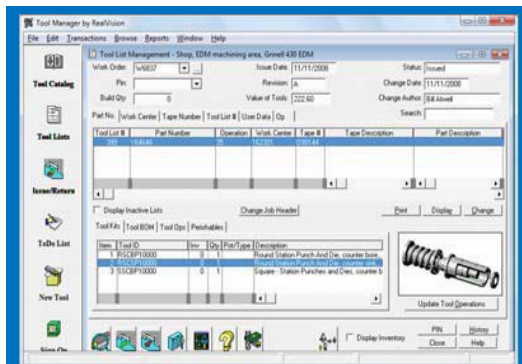 Tool Manager by RealVision
File Edit Transactions Browse Reports Window Help
Tool List Management - Shop, EDM machining area, Grinell 430 EDM
Work Order: W6837 Issue Date: 11/11/2008 Status: Issued
Pin: Revision: A Change Date: 11/11/2008
Build Qty: 0 Value of Tools: 222.60 Change Author: Bill Atwell
Part No. Work Center Tape Number Tool List # User Data Op Search:
Tool List # Part Number Operation Work Center Tape # Tape Description Part Description
Display Inactive Lists Change Job Header Print Display Change
Tool Kits Tool BOM Tool Ops Perishables
Item Tool ID Inv Qty Pot/Type Description
1 RSCBP10000 0 1 Round Station Punch And Die, counter bore,
2 RSCSP10000 0 1 Round Station Punch And Die, counter sink,
3 SSCBP10000 0 1 Square - Station Punches and Dies, counter b
Update Tool Operations
Display Inventory PIN History
Close Help
Tool Catalog
Tool Lists
Issue/Return
ToDo List
New Tool
Sign On